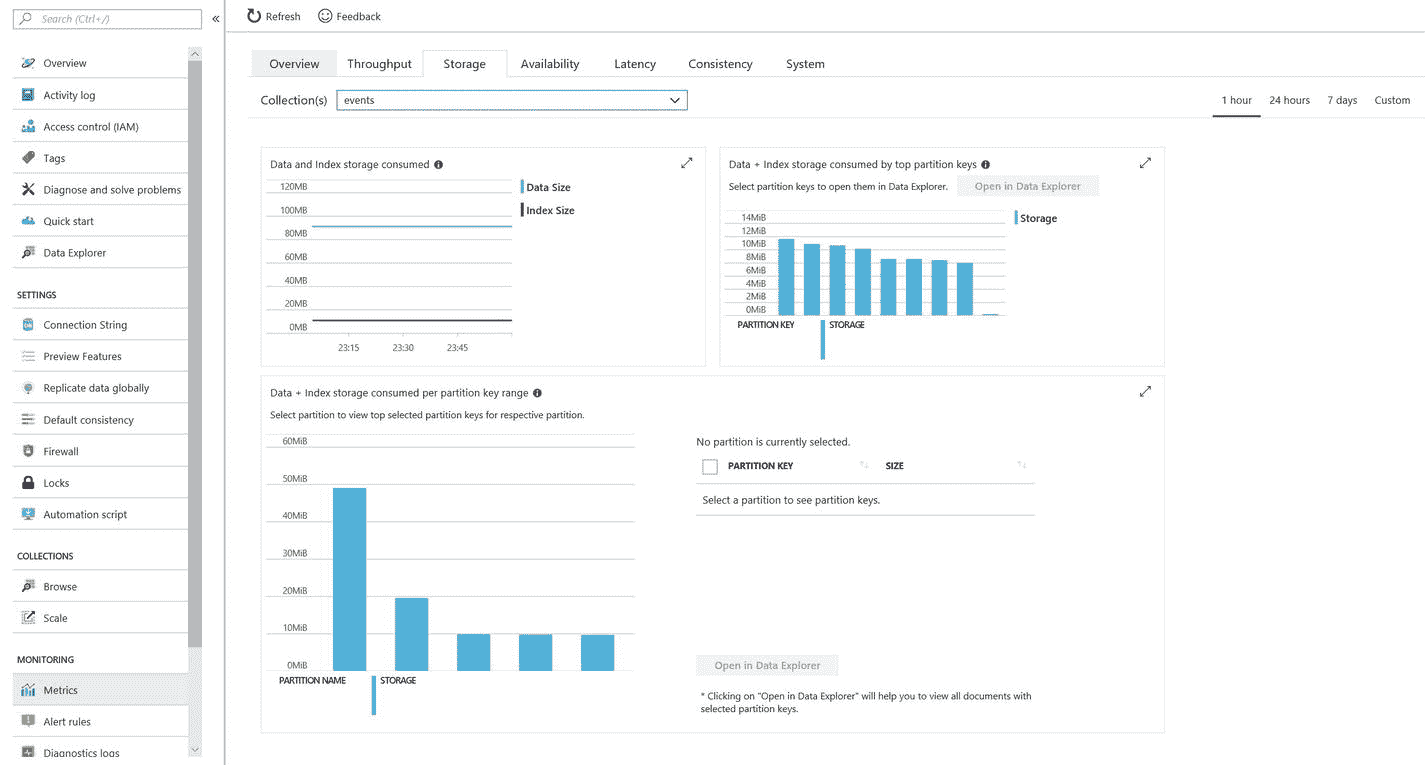 Search (Ctrl+/)
«
Overview
Activity log
Access control (IAM)
Tags
Diagnose and solve problems
Quick start
Data Explorer
SETTINGS
Connection String
Preview Features
Replicate data globally
Default consistency
Firewall
Locks
Automation script
COLLECTIONS
Browse
Scale
MONITORING
Metrics
Alert rules
Diagnostics logs
Refresh Feedback
Overview Throughput Storage Availability Latency Consistency System
Collection(s) events
1 hour 24 hours 7 days Custom
Data and Index storage consumed
120MB
100MB
80MB
60MB
40MB
20MB
0MB
23:15 23:30 23:45
Data Size
Index Size
Data + Index storage consumed by top partition keys
Select partition keys to open them in Data Explorer. Open in Data Explorer
14MiB
12MiB
10MiB
8MiB
6MiB
4MiB
2MiB
0MiB
PARTITION KEY STORAGE
Storage
Data + Index storage consumed per partition key range
Select partition to view top selected partition keys for respective partition.
60MiB
50MiB
40MiB
30MiB
20MiB
10MiB
0MiB
PARTITION NAME STORAGE
No partition is currently selected.
PARTITION KEY SIZE
Select a partition to see partition keys.
Open in Data Explorer
* Clicking on "Open in Data Explorer" will help you to view all documents with
selected partition keys.